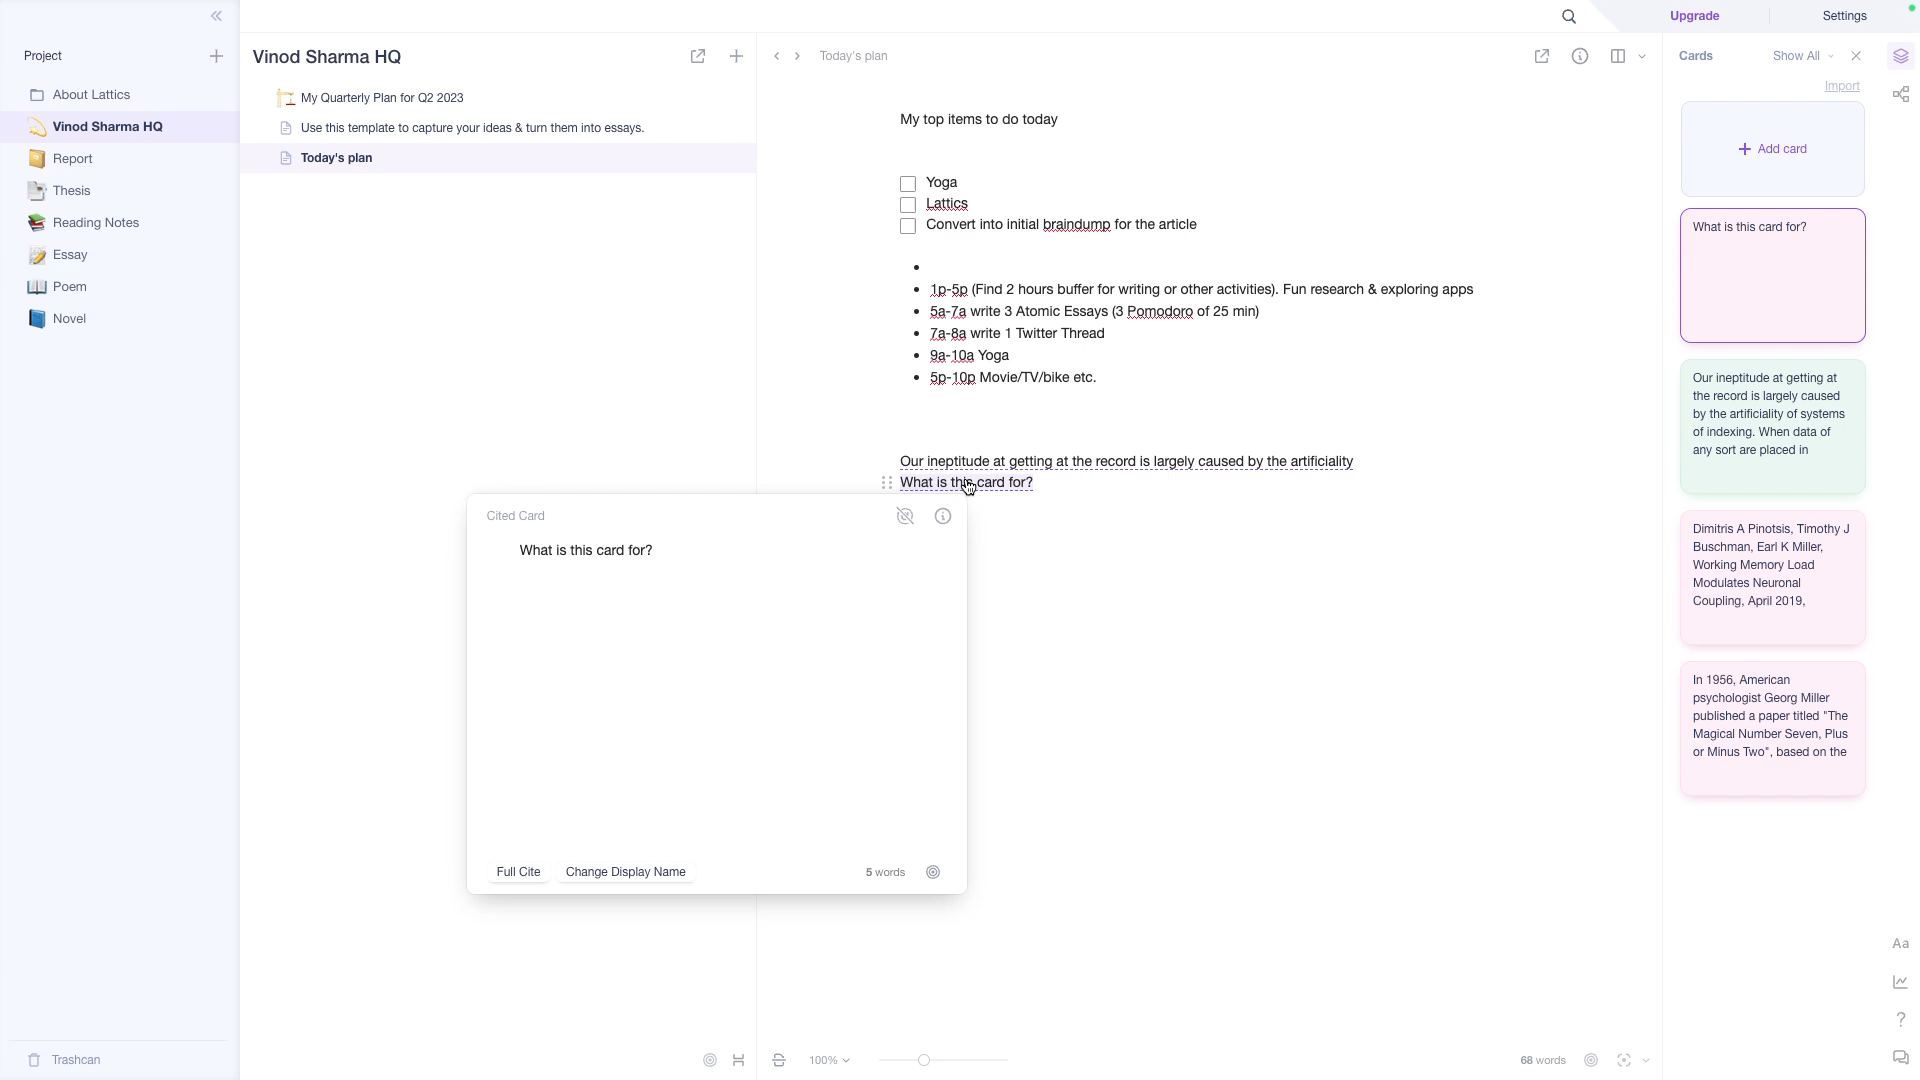 Upgrade
Settings
Project
About Lattics
Vinod Sharma HQ
Report
Thesis
Reading Notes
Essay
Poem
Novel
Trashcan
Vinod Sharma HQ
My Quarterly Plan for Q2 2023
Use this template to capture your ideas & turn them into essays.
Today's plan
Today's plan
My top items to do today
Yoga
Lattics
Convert into initial braindump for the article
1p-5p (Find 2 hours buffer for writing or other activities). Fun research & exploring apps
5a-7a write 3 Atomic Essays (3 Pomodoro of 25 min)
7a-8a write 1 Twitter Thread
9a-10a Yoga
5p-10p Movie/TV/bike etc.
Our ineptitude at getting at the record is largely caused by the artificiality
What is this card for?
Cited Card
What is this card for?
Full Cite
Change Display Name
5 words
100%
68 words
Cards
Show All
Import
Add card
What is this card for?
Our ineptitude at getting at
the record is largely caused
by the artificiality of systems
of indexing. When data of
any sort are placed in
Dimitris A Pinotsis, Timothy J
Buschman, Earl K Miller,
Working Memory Load
Modulates Neuronal
Coupling, April 2019,
In 1956, American
psychologist Georg Miller
published a paper titled "The
Magical Number Seven, Plus
or Minus Two", based on the
Aa